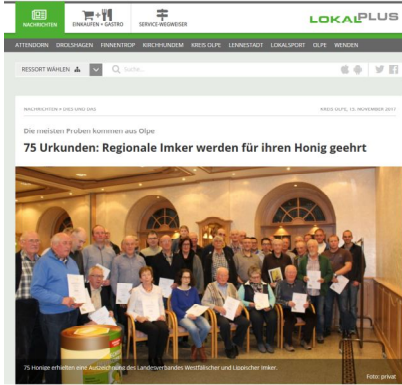 NACHRICHTEN EINKAUFEN + GASTRO SERVICE-WEGWEISER LOKALPLUS
ATTENDORN DROLSHAGEN FINNENTROP KIRCHHUNDEM KREIS OLPE LENNESTADT LOKALSPORT OLPE WENDEN
RESSORT WÄHLEN Suche...
NACHRICHTEN » DIES UND DAS KREIS OLPE, 15. NOVEMBER 2017
Die meisten Proben kommen aus Olpe
75 Urkunden: Regionale Imker werden für ihren Honig geehrt
75 Honige erhielten eine Auszeichnung des Landesverbandes Westfälischer und Lippischer Imker.
Foto: privat